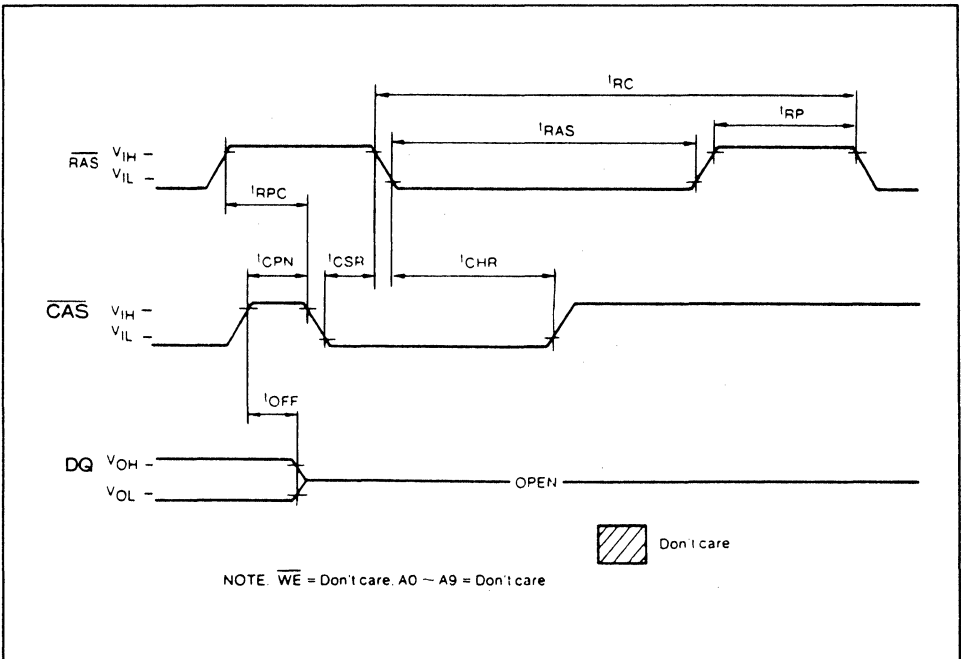 tRC
tRP
tRAS
RAS VIH
VIL
tRPC
tCPN tCSR tCHR
CAS VIH
VIL
tOFF
DQ VOH
VOL
OPEN
Don't care
NOTE. WE = Don't care. A0 ~ A9 = Don't care